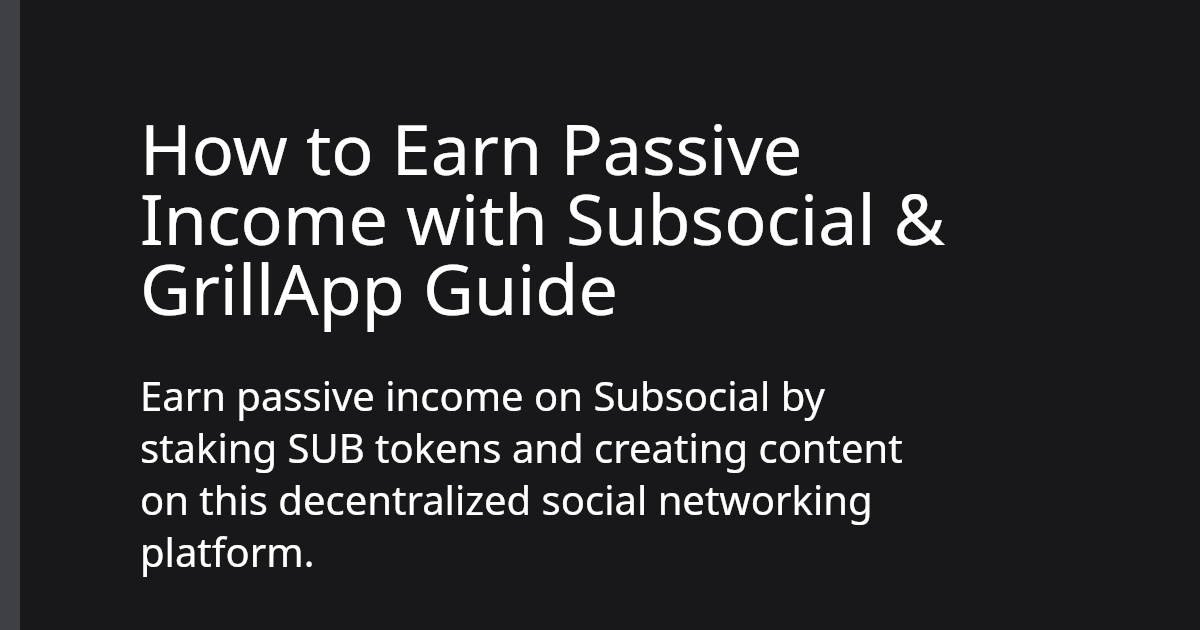 How to Earn Passive
Income with Subsocial &
GrillApp Guide
Earn passive income on Subsocial by
staking SUB tokens and creating content
on this decentralized social networking
platform.